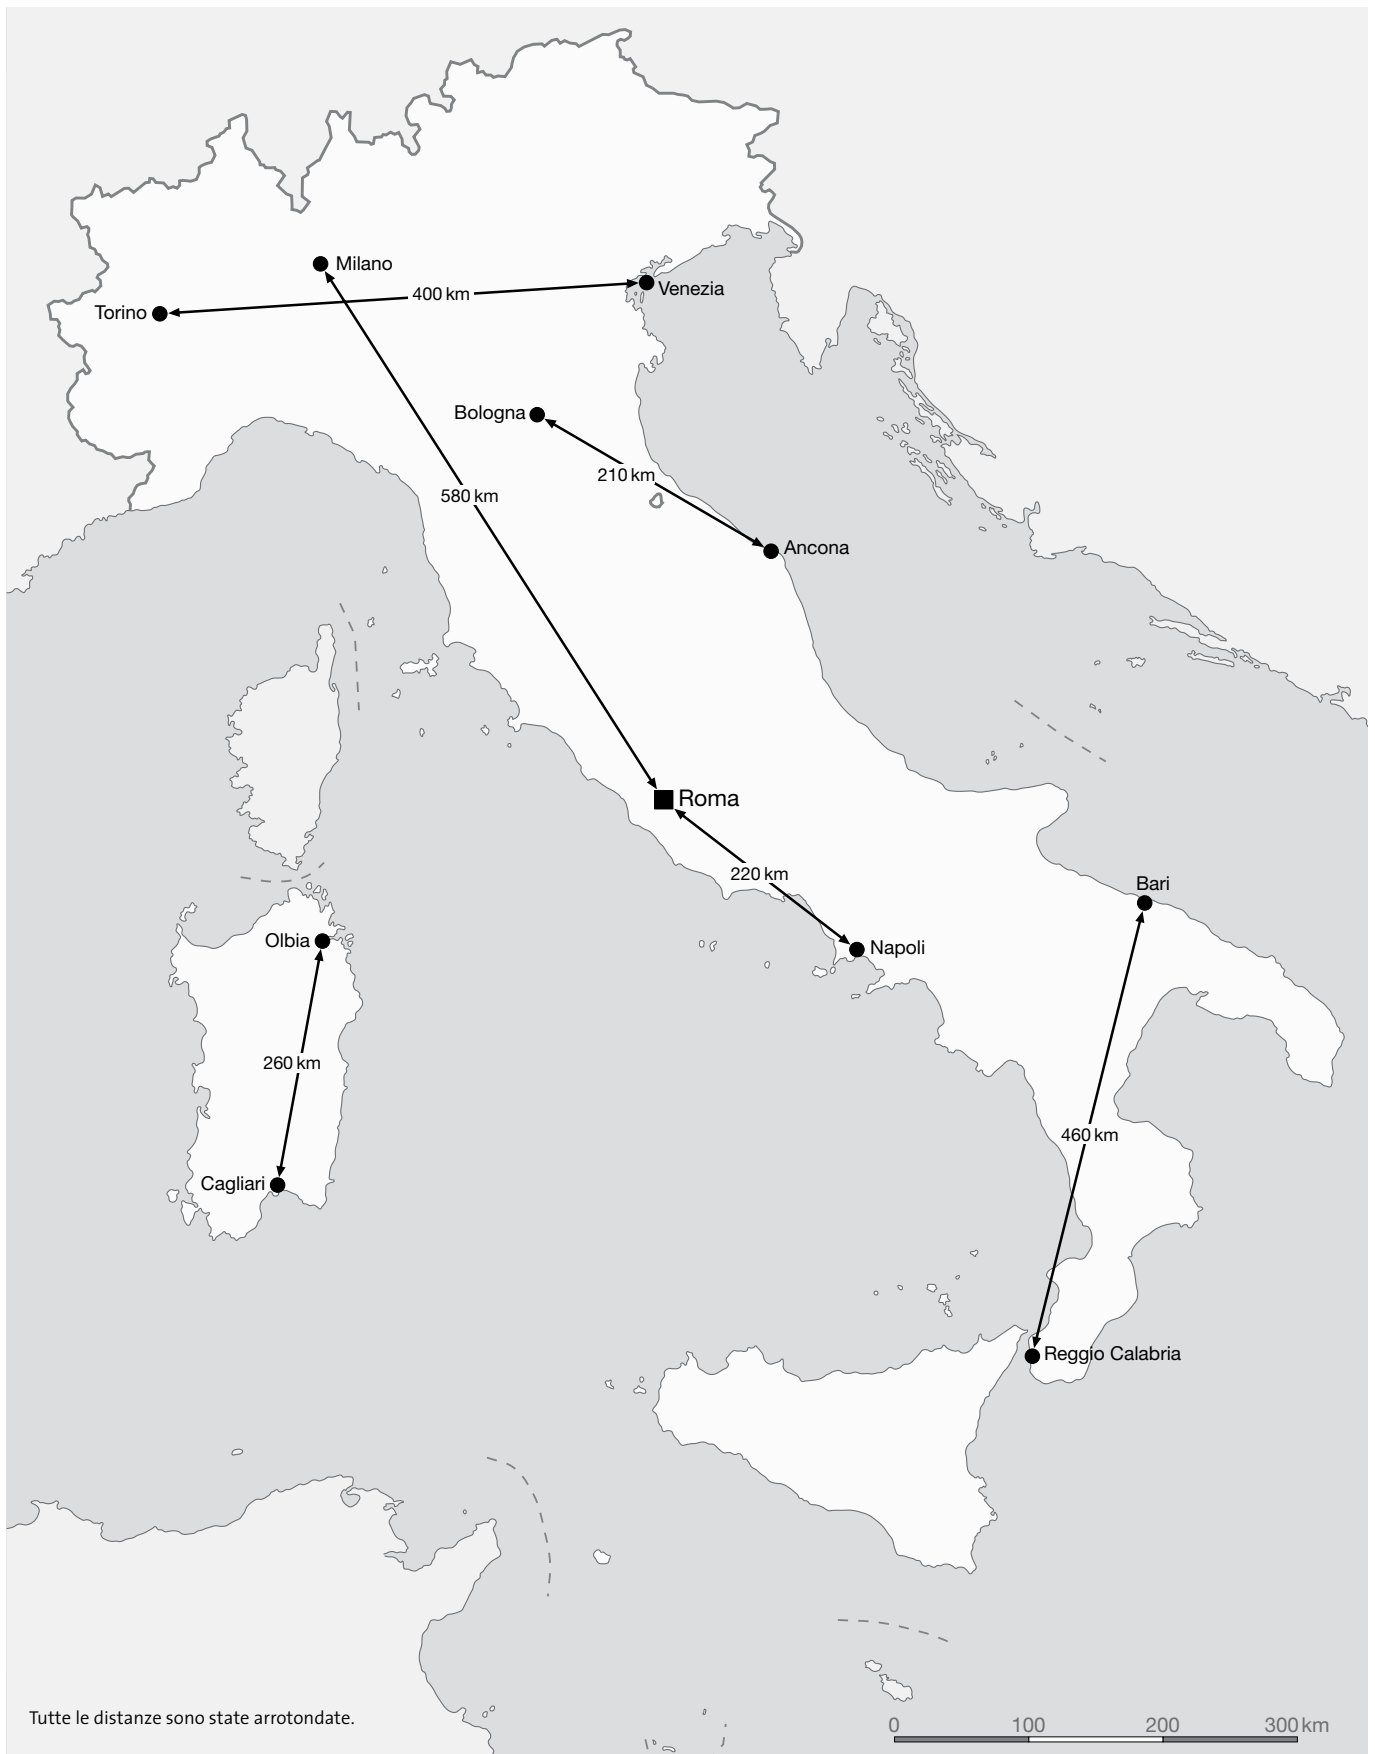 Milano
400 km
Venezia
Torino
Bologna
210 km
580 km
Ancona
Roma
220 km
Bari
Olbia
Napoli
260 km
460 km
Cagliari
Reggio Calabria
Tutte le distanze sono state arrotondate.
0 100 200 300 km